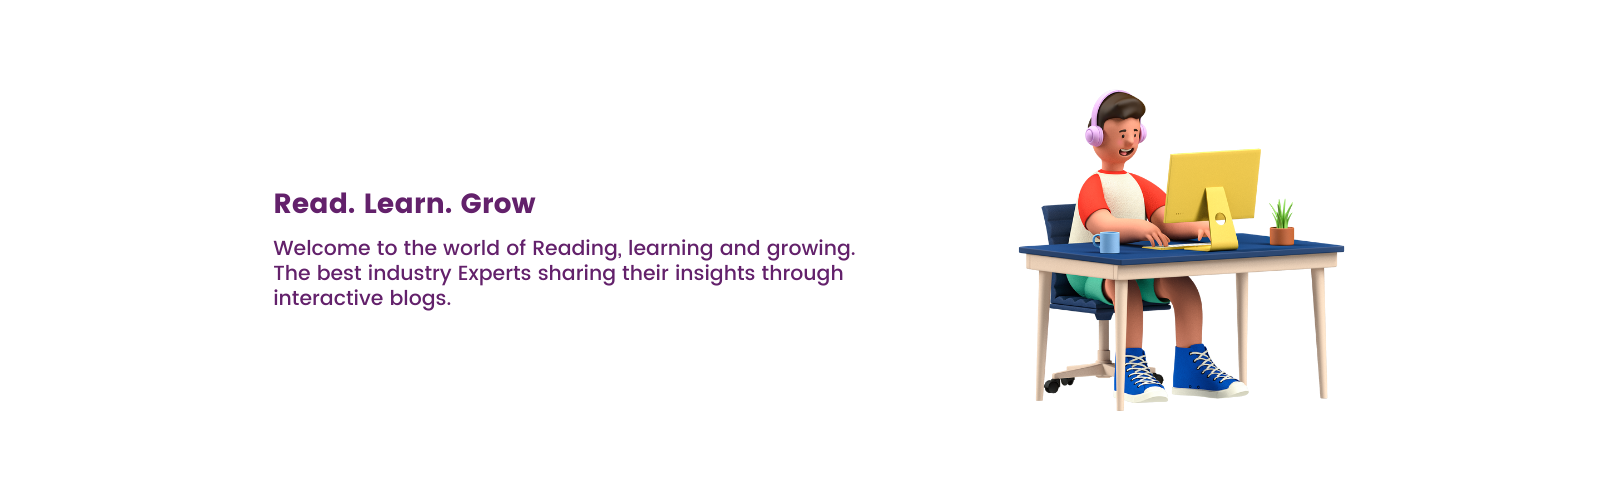 Read. Learn. Grow
Welcome to the world of Reading, learning and growing.
The best industry Experts sharing their insights through
interactive blogs.